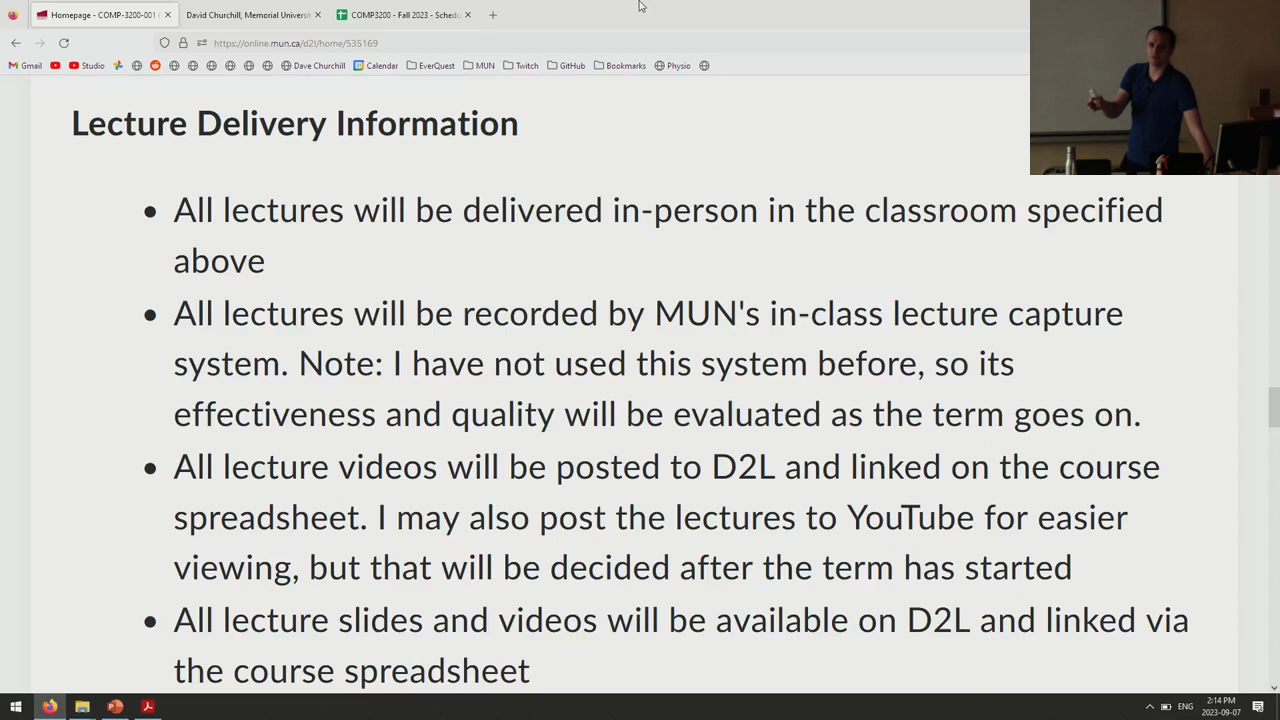 Homepage - COMP-3200-001
David Churchill, Memorial Universit
COMP3200 - Fall 2023 - Schedu
https://online.mun.ca/d2l/home/535169
Gmail Studio Dave Churchill Calendar EverQuest MUN Twitch GitHub Bookmarks Physio
Lecture Delivery Information
• All lectures will be delivered in-person in the classroom specified
above
• All lectures will be recorded by MUN's in-class lecture capture
system. Note: I have not used this system before, so its
effectiveness and quality will be evaluated as the term goes on.
• All lecture videos will be posted to D2L and linked on the course
spreadsheet. I may also post the lectures to YouTube for easier
viewing, but that will be decided after the term has started
• All lecture slides and videos will be available on D2L and linked via
the course spreadsheet
ENG
2:14 PM
2023-09-07